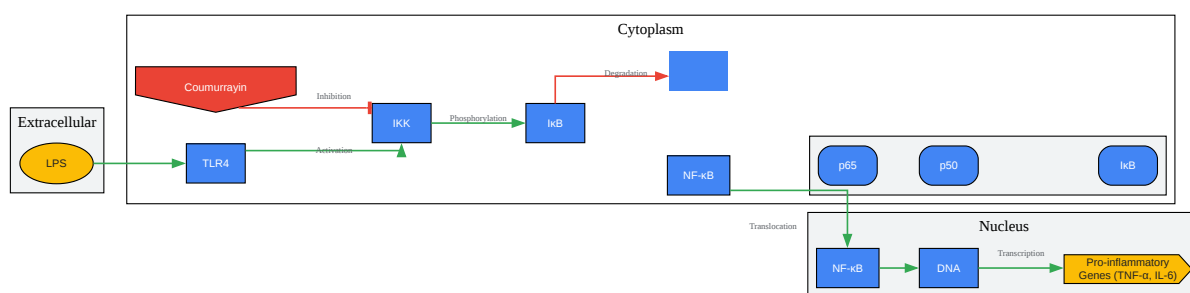 Cytoplasm
Coumurrayin
Degradation
Inhibition
IKK
Phosphorylation
IκB
Extracellular
LPS
TLR4
Activation
NF-κB
p65
p50
IκB
Translocation
Nucleus
NF-κB
DNA
Transcription
Pro-inflammatory
Genes (TNF-α, IL-6)